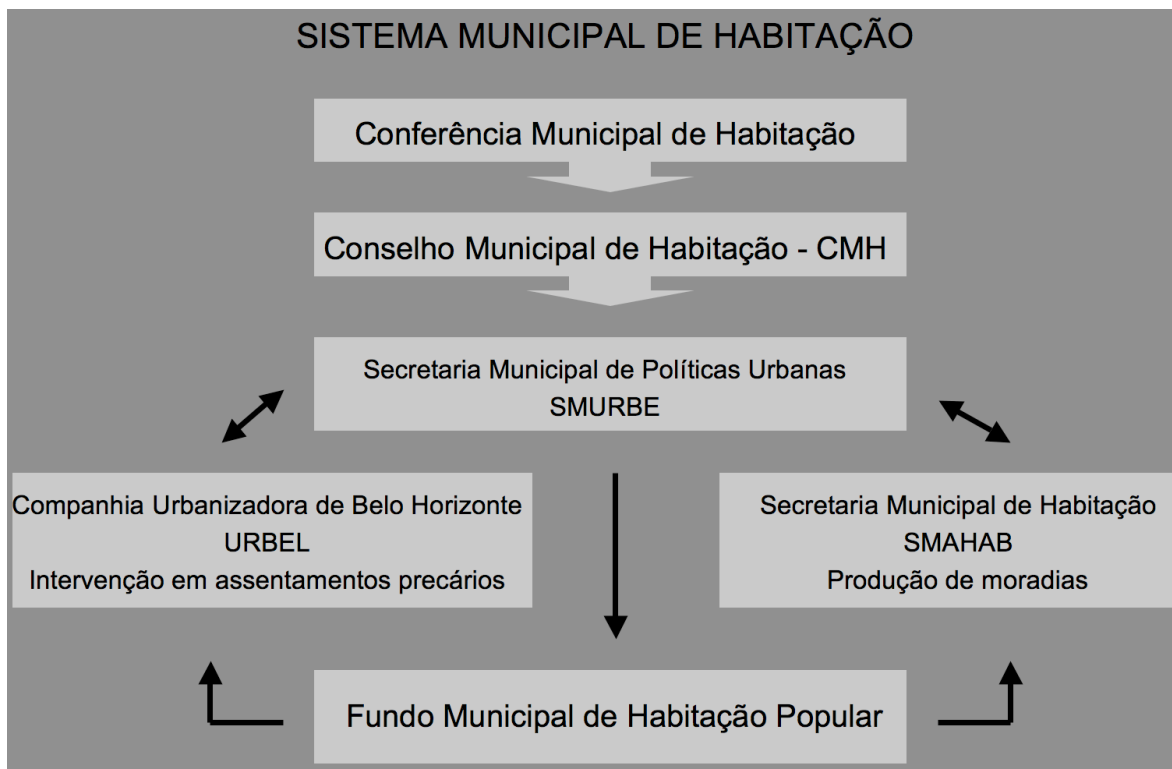 SISTEMA MUNICIPAL DE HABITAÇÃO
Conferência Municipal de Habitação
Conselho Municipal de Habitação - CMH
Secretaria Municipal de Políticas Urbanas
SMURBE
Companhia Urbanizadora de Belo Horizonte
URBEL
Intervenção em assentamentos precários
Secretaria Municipal de Habitação
SMAHAB
Produção de moradias
Fundo Municipal de Habitação Popular